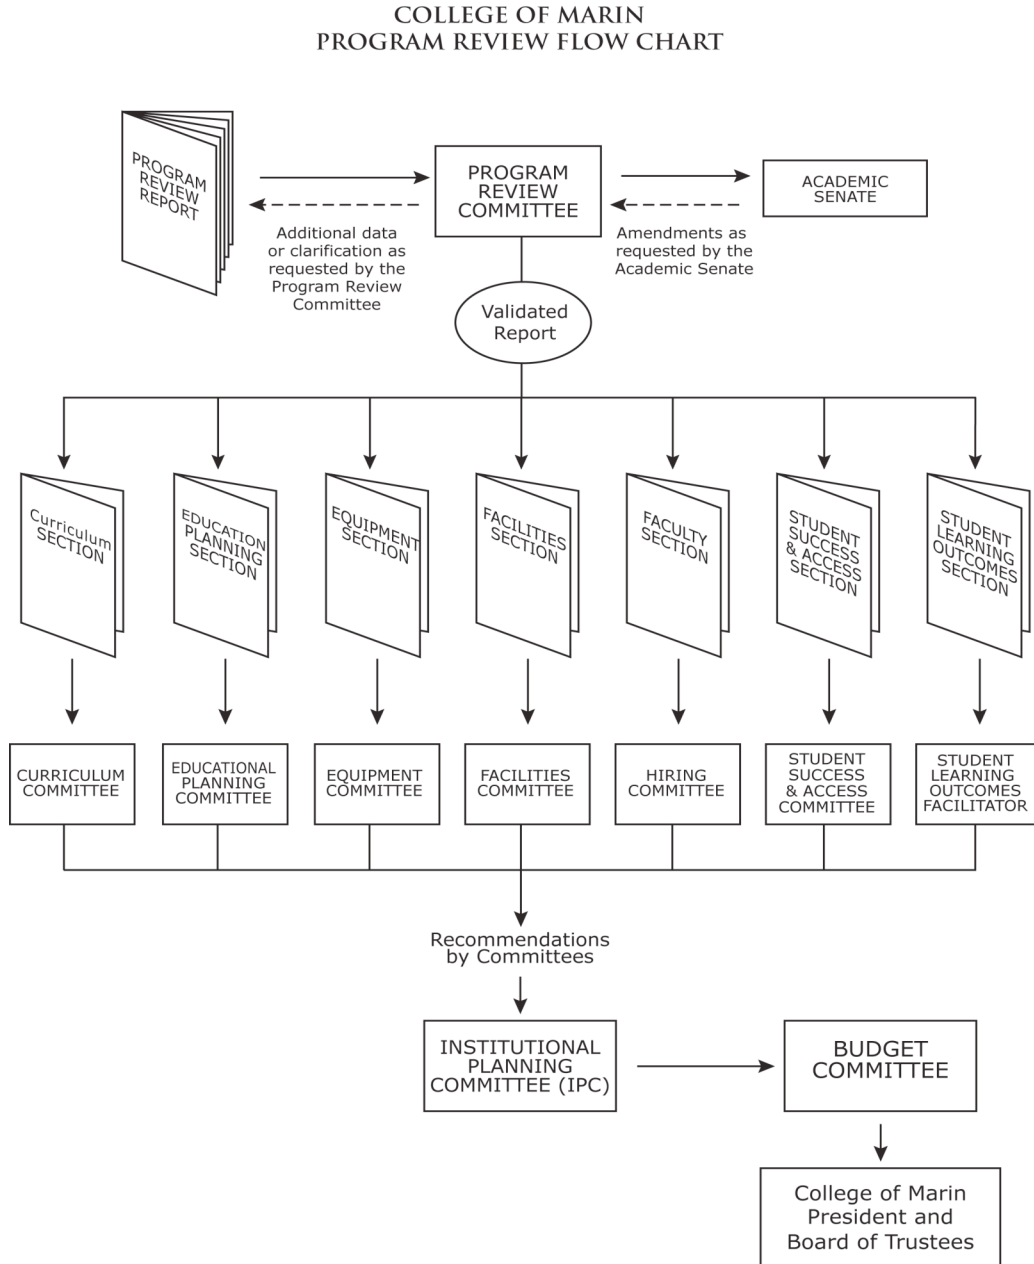 COLLEGE OF MARIN
PROGRAM REVIEW FLOW CHART
PROGRAM
REVIEW
REPORT
Additional data
or clarification as
requested by the
Program Review
Committee
PROGRAM
REVIEW
COMMITTEE
Amendments as
requested by the
Academic Senate
ACADEMIC
SENATE
Validated
Report
Curriculum
SECTION
EDUCATION
PLANNING
SECTION
EQUIPMENT
SECTION
FACILITIES
SECTION
FACULTY
SECTION
STUDENT
SUCCESS
& ACCESS
SECTION
STUDENT
LEARNING
OUTCOMES
SECTION
CURRICULUM
COMMITTEE
EDUCATIONAL
PLANNING
COMMITTEE
EQUIPMENT
COMMITTEE
FACILITIES
COMMITTEE
HIRING
COMMITTEE
STUDENT
SUCCESS
& ACCESS
COMMITTEE
STUDENT
LEARNING
OUTCOMES
FACILITATOR
Recommendations
by Committees
INSTITUTIONAL
PLANNING
COMMITTEE (IPC)
BUDGET
COMMITTEE
College of Marin
President and
Board of Trustees